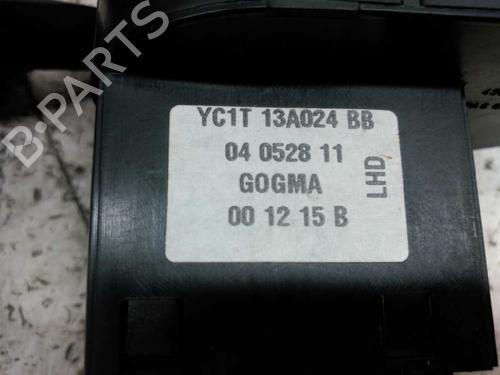 YC1T 13A024 BB
04 0528 11
GOGMA
00 12 15 B
LHD
B-PARTS